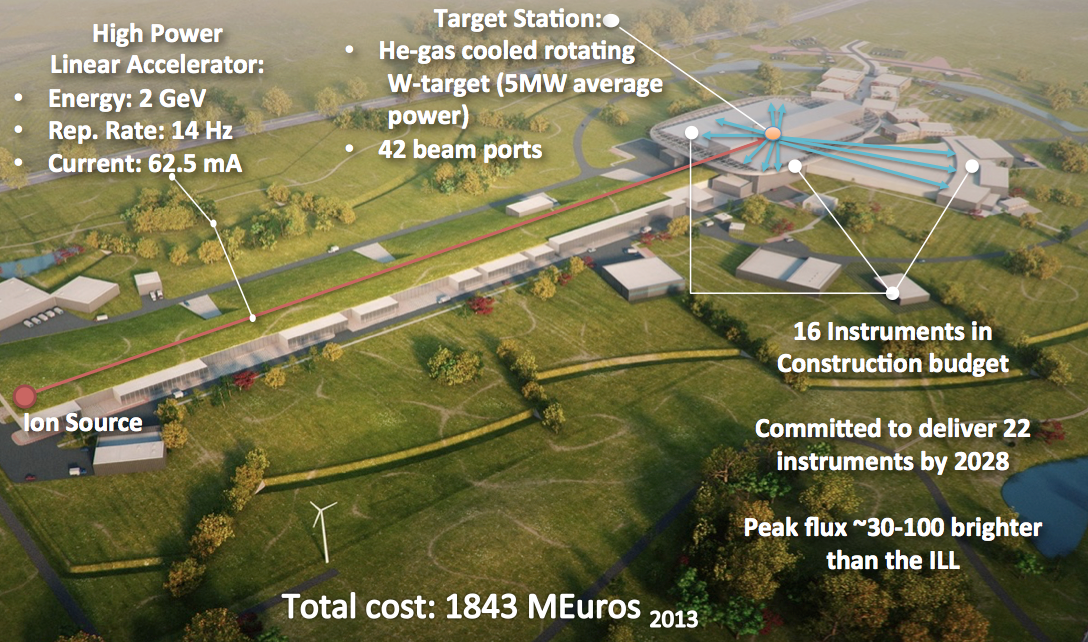 High Power
Linear Accelerator:
• Energy: 2 GeV
• Rep. Rate: 14 Hz
• Current: 62.5 mA
Target Station:
• He-gas cooled rotating
W-target (5MW average
power)
• 42 beam ports
Ion Source
16 Instruments in
Construction budget
Committed to deliver 22
instruments by 2028
Peak flux ~30-100 brighter
than the ILL
Total cost: 1843 MEuros 2013